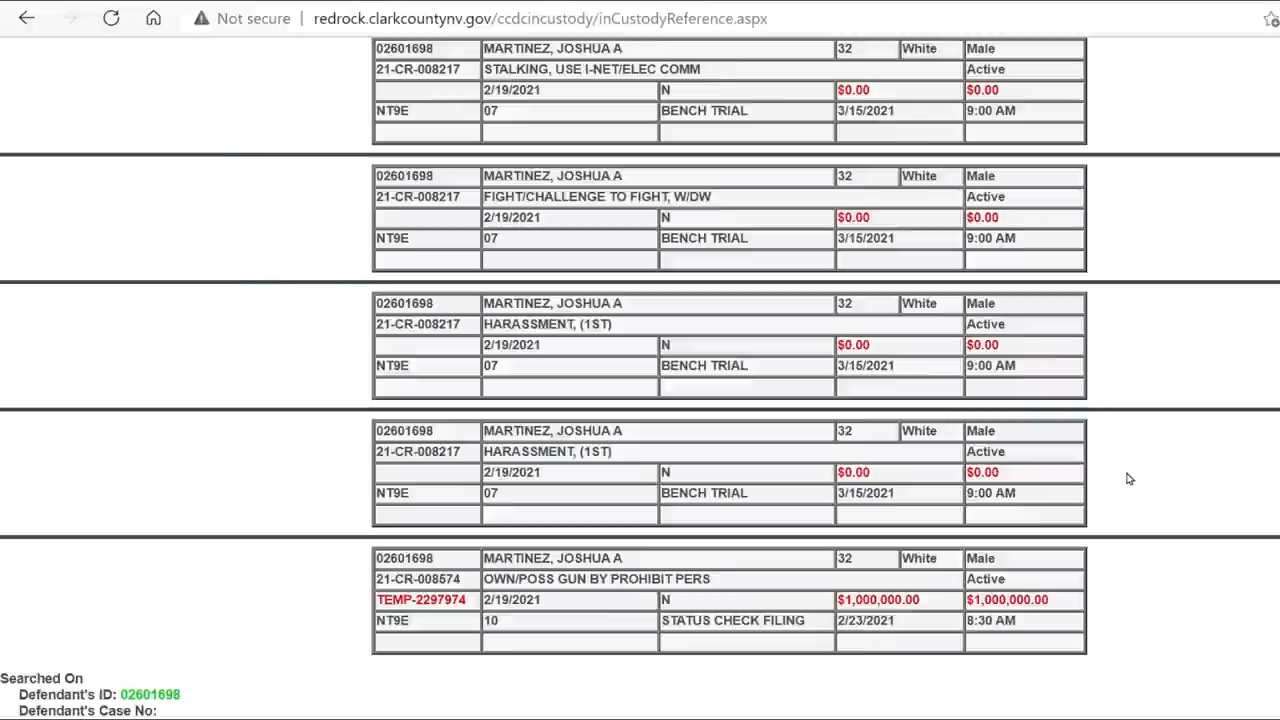 Not secure redrock.clarkcountynv.gov/ccdcincustody/inCustodyReference.aspx
02601698 MARTINEZ, JOSHUA A 32 White Male
21-CR-008217 STALKING, USE I-NET/ELEC COMM Active
2/19/2021 N $0.00 $0.00
NT9E 07 BENCH TRIAL 3/15/2021 9:00 AM
02601698 MARTINEZ, JOSHUA A 32 White Male
21-CR-008217 FIGHT/CHALLENGE TO FIGHT, W/DW Active
2/19/2021 N $0.00 $0.00
NT9E 07 BENCH TRIAL 3/15/2021 9:00 AM
02601698 MARTINEZ, JOSHUA A 32 White Male
21-CR-008217 HARASSMENT, (1ST) Active
2/19/2021 N $0.00 $0.00
NT9E 07 BENCH TRIAL 3/15/2021 9:00 AM
02601698 MARTINEZ, JOSHUA A 32 White Male
21-CR-008217 HARASSMENT, (1ST) Active
2/19/2021 N $0.00 $0.00
NT9E 07 BENCH TRIAL 3/15/2021 9:00 AM
02601698 MARTINEZ, JOSHUA A 32 White Male
21-CR-008574 OWN/POSS GUN BY PROHIBIT PERS Active
TEMP-2297974 2/19/2021 N $1,000,000.00 $1,000,000.00
NT9E 10 STATUS CHECK FILING 2/23/2021 8:30 AM
Searched On
Defendant's ID: 02601698
Defendant's Case No: